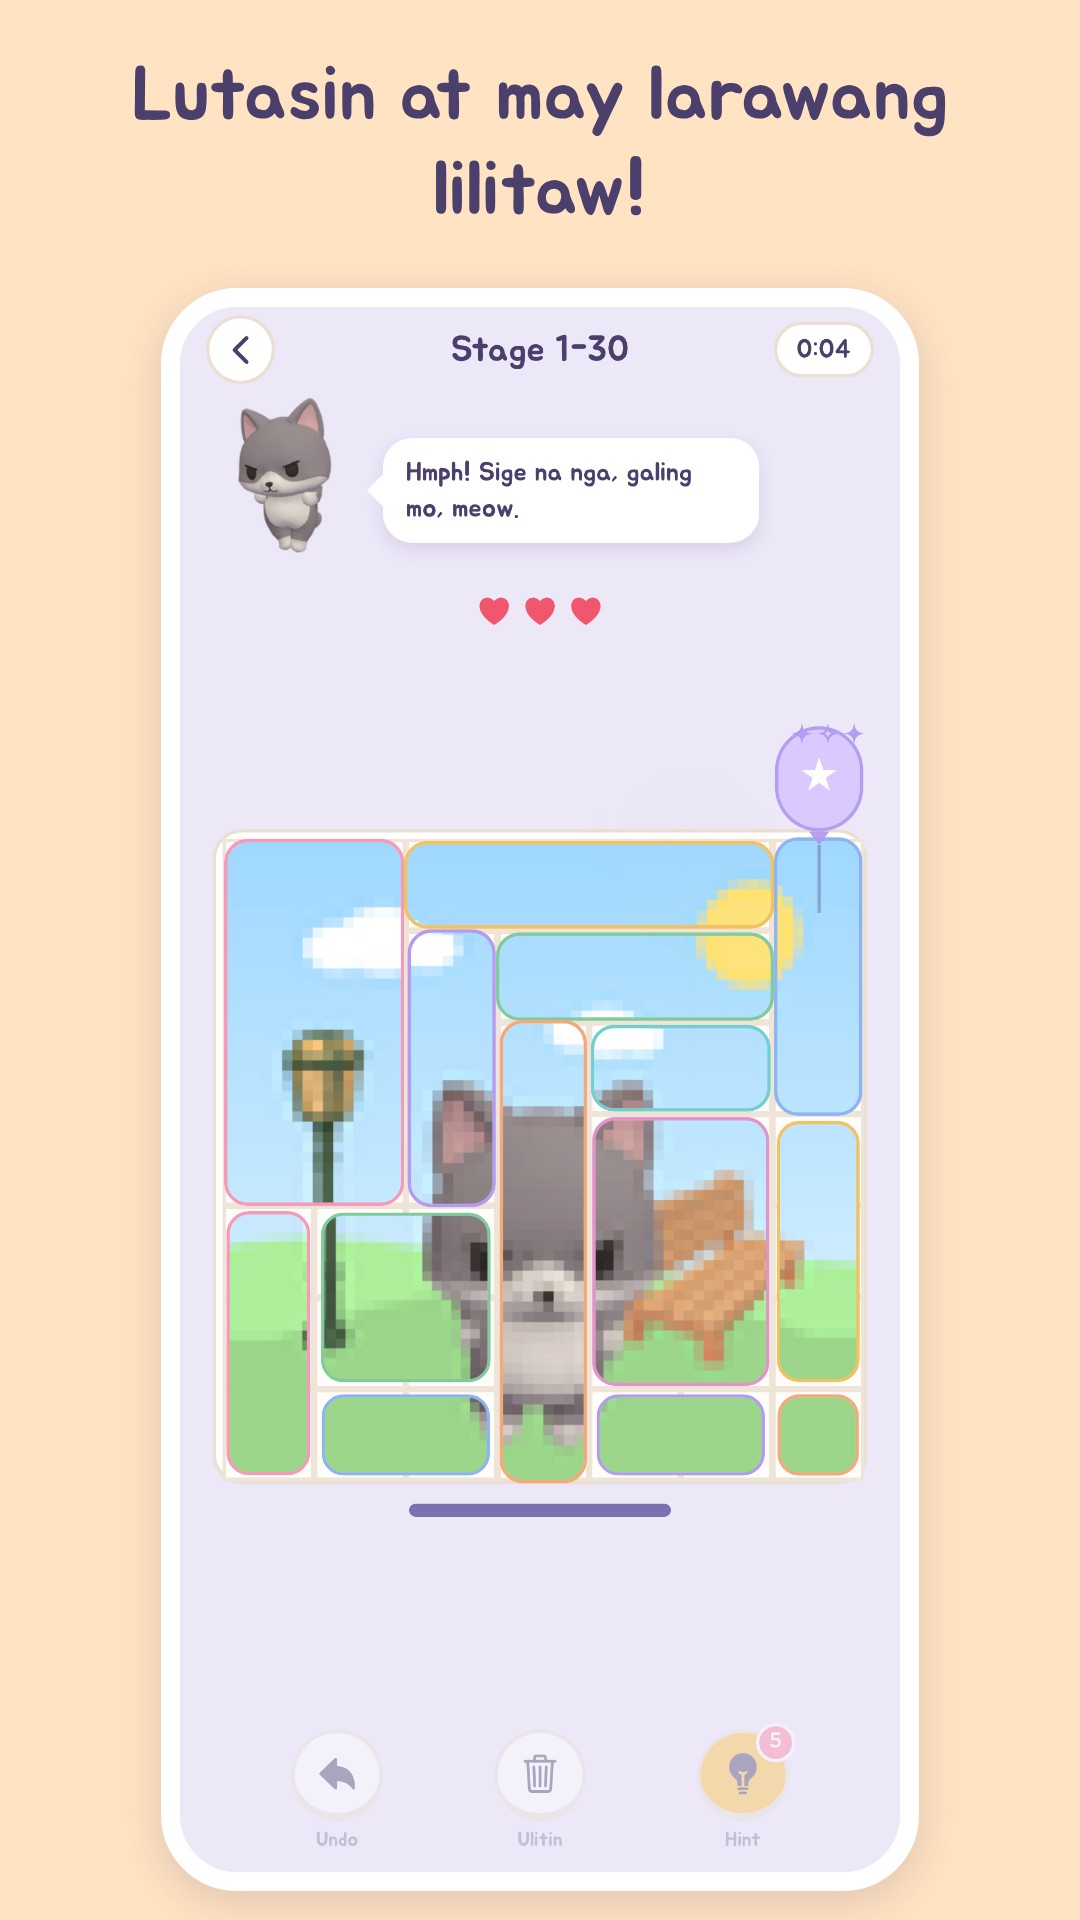 Lutasin at may larawang
lilitaw!
Stage 1-30
0:04
Hmph! Sige na nga, galing
mo, meow.
5
Undo
Ulitin
Hint